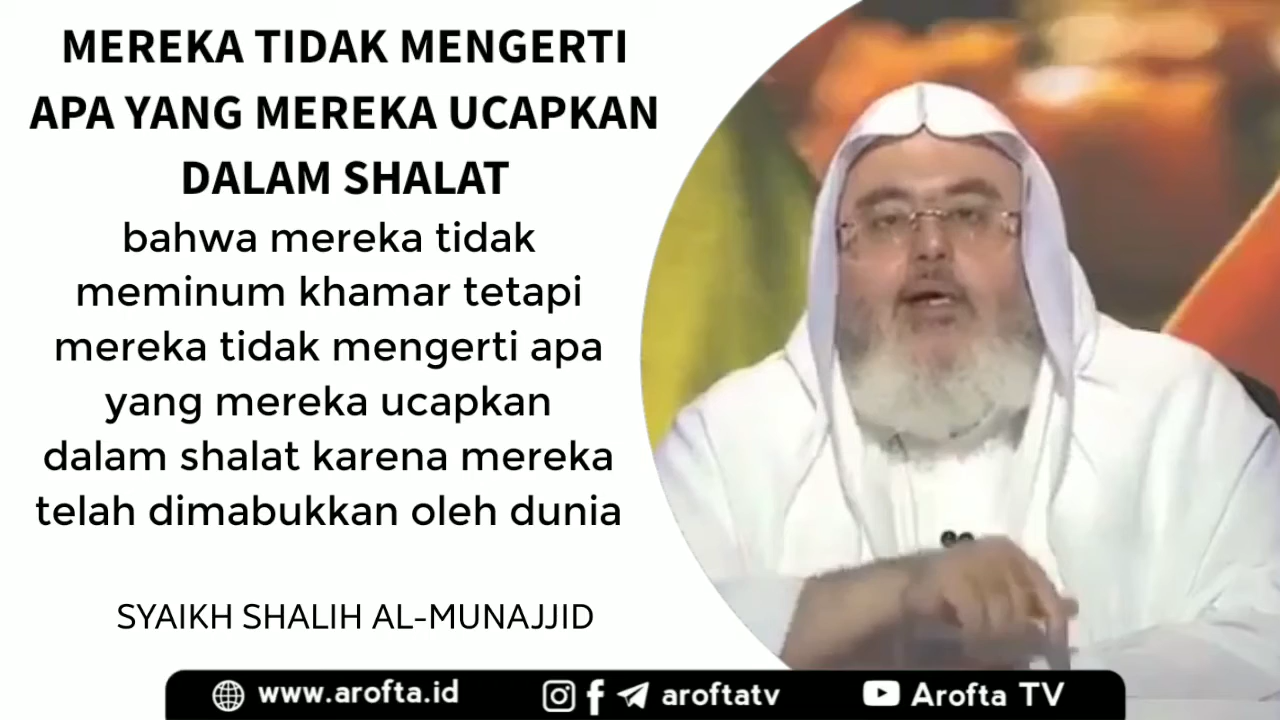 MEREKA TIDAK MENGERTI
APA YANG MEREKA UCAPKAN
DALAM SHALAT
bahwa mereka tidak
meminum khamar tetapi
mereka tidak mengerti apa
yang mereka ucapkan
dalam shalat karena mereka
telah dimabukkan oleh dunia
SYAIKH SHALIH AL-MUNAJJID
www.arofta.id aroftatv Arofta TV